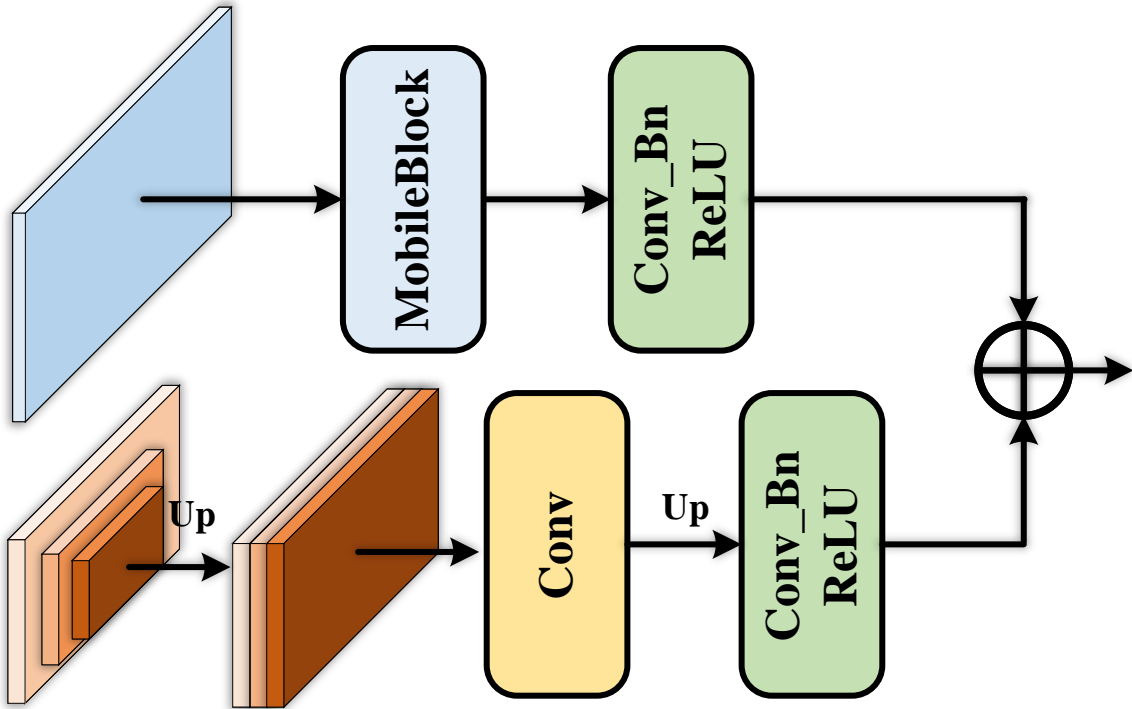 MobileBlock
Conv_Bn
ReLU
Up
Conv
Up
Conv_Bn
ReLU